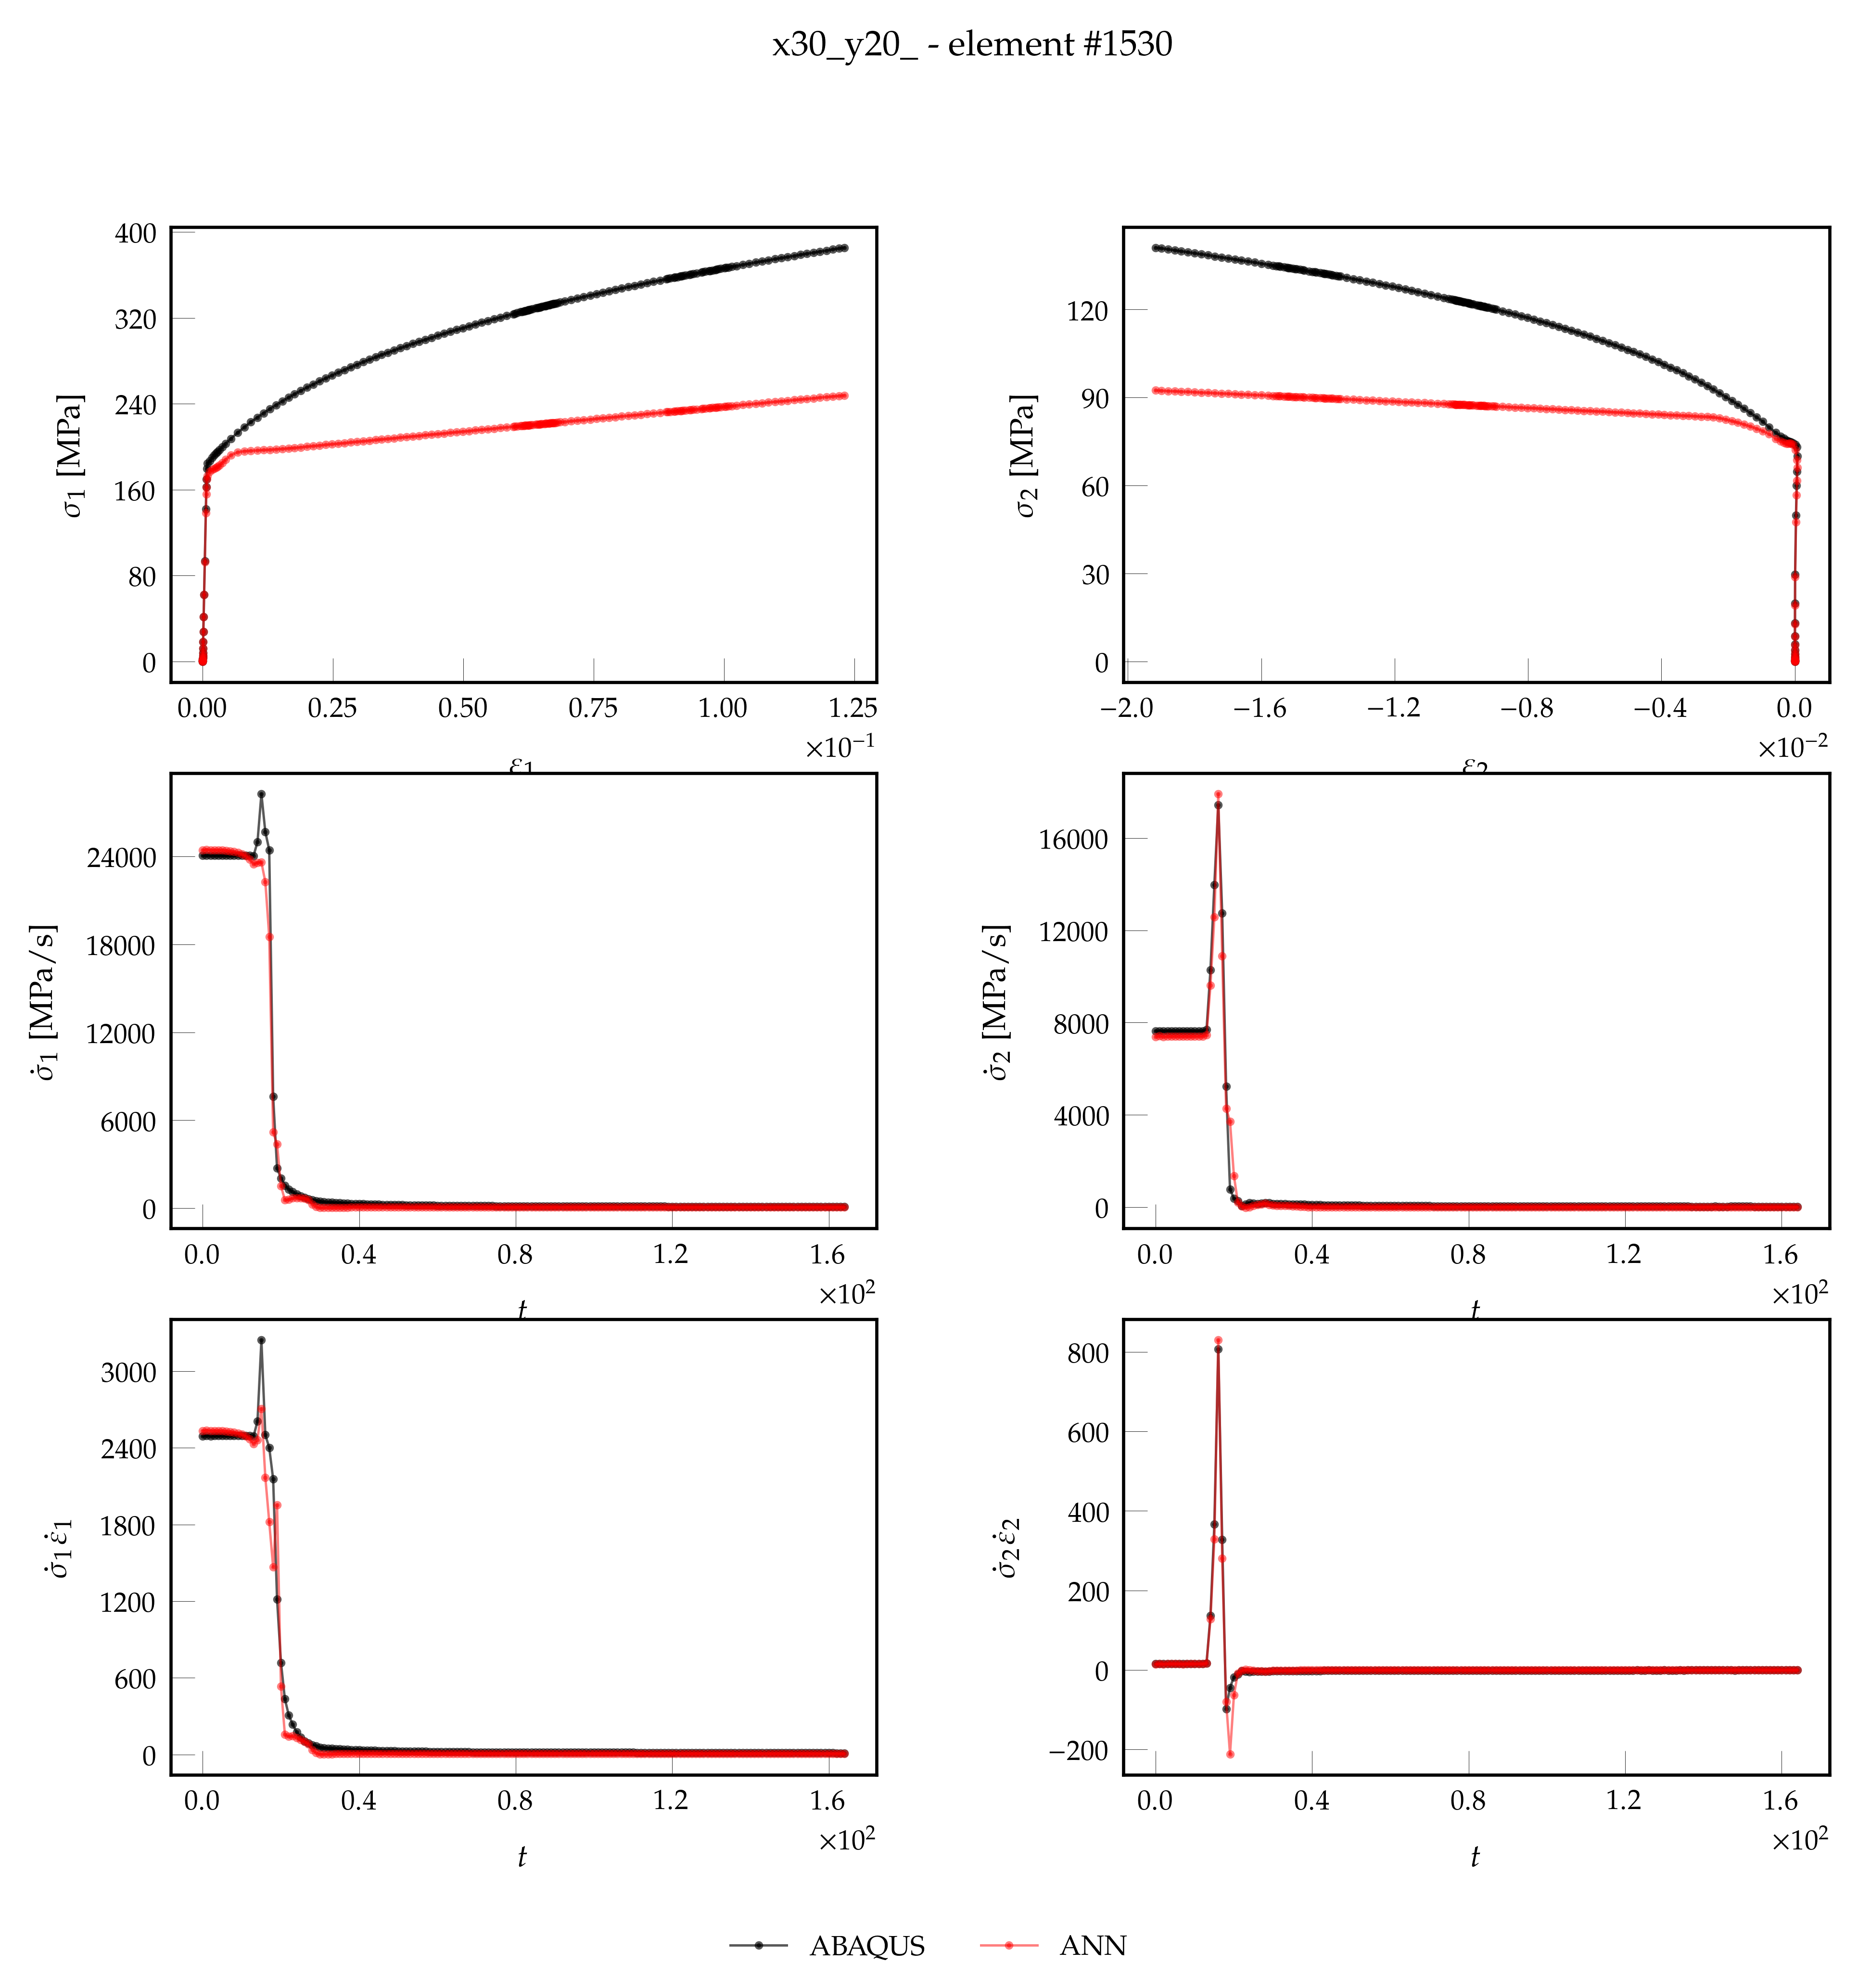 x30_y20_ - element #1530
400
320
240
160
80
0
σ1 [MPa]
0.00 0.25 0.50 0.75 1.00 1.25
×10−1
ε1
120
90
60
30
0
σ2 [MPa]
−2.0 −1.6 −1.2 −0.8 −0.4 0.0
×10−2
ε2
24000
18000
12000
6000
0
σ̇1 [MPa/s]
0.0 0.4 0.8 1.2 1.6
×10²
t
16000
12000
8000
4000
0
σ̇2 [MPa/s]
0.0 0.4 0.8 1.2 1.6
×10²
t
3000
2400
1800
1200
600
0
σ̇1ε̇1
0.0 0.4 0.8 1.2 1.6
×10²
t
800
600
400
200
0
−200
σ̇2ε̇2
0.0 0.4 0.8 1.2 1.6
×10²
t
ABAQUS ANN